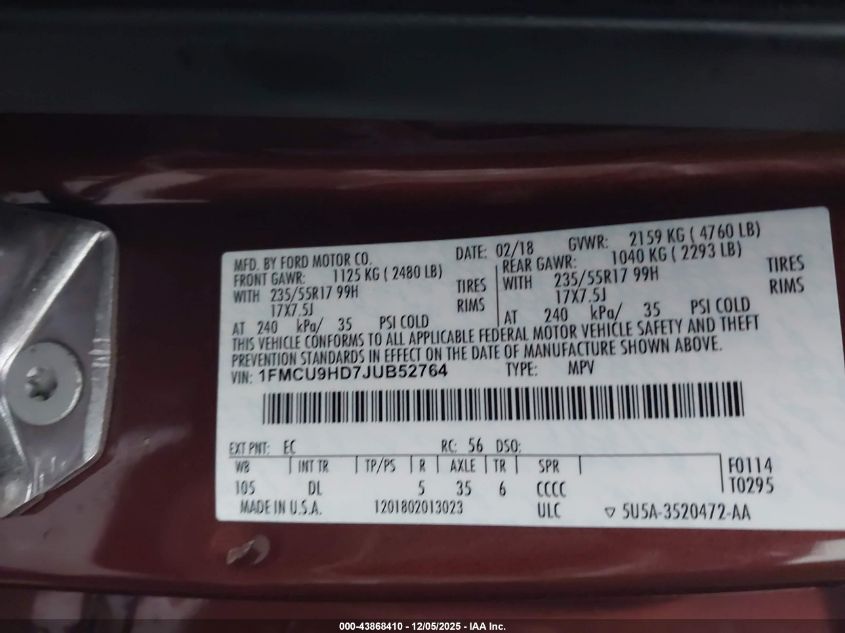 MFD. BY FORD MOTOR CO. DATE: 02/18 GVWR: 2159 KG ( 4760 LB)
FRONT GAWR: 1125 KG ( 2480 LB) REAR GAWR: 1040 KG ( 2293 LB)
WITH 235/55R17 99H TIRES WITH 235/55R17 99H TIRES
17X7.5J RIMS 17X7.5J RIMS
AT 240 kPa/ 35 PSI COLD AT 240 kPa/ 35 PSI COLD
THIS VEHICLE CONFORMS TO ALL APPLICABLE FEDERAL MOTOR VEHICLE SAFETY AND THEFT
PREVENTION STANDARDS IN EFFECT ON THE DATE OF MANUFACTURE SHOWN ABOVE.
VIN: 1FMCU9HD7JUB52764 TYPE: MPV
EXT PNT: EC RC: 56 DSO:
WB INT TR TP/PS R AXLE TR SPR F0114
105 DL 5 35 6 CCCC T0295
MADE IN U.S.A. 1201802013023 ULC ▽ 5U5A-3520472-AA
000-43868410 - 12/05/2025 - IAA Inc.